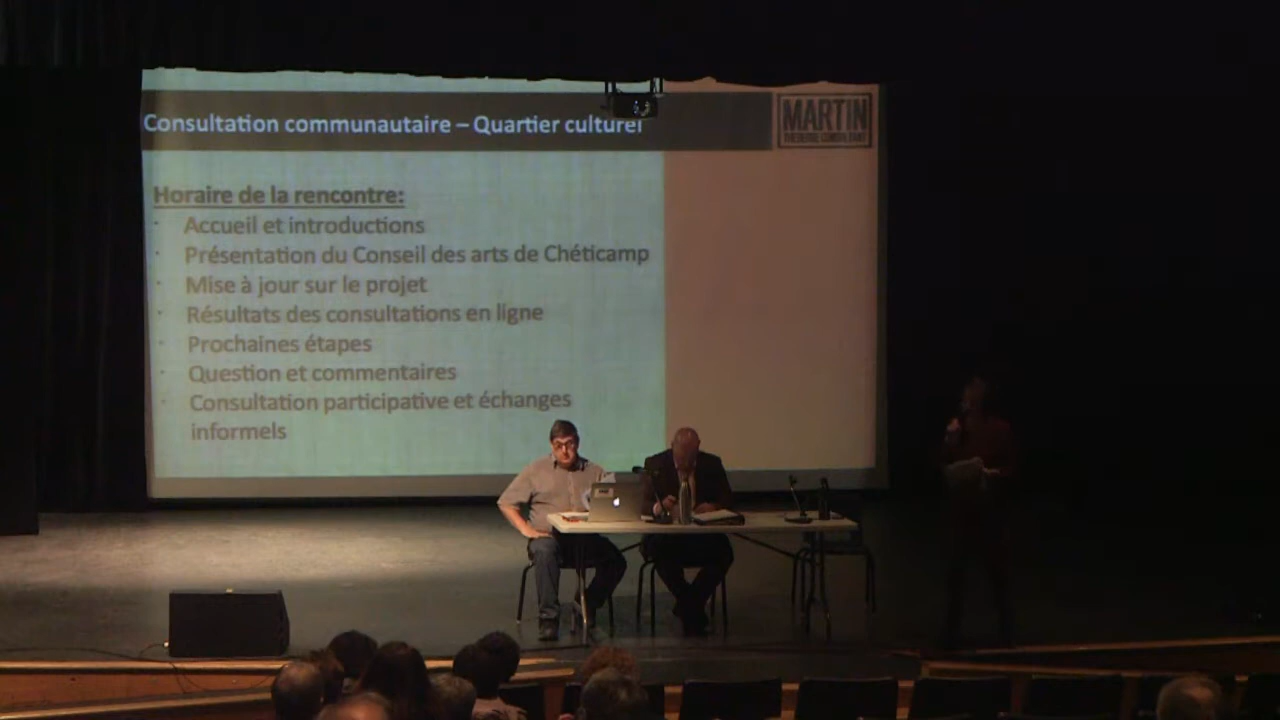 Consultation communautaire – Quartier culturel
MARTIN
THÉBERGE CONSULTANT
Horaire de la rencontre:
Accueil et introductions
Présentation du Conseil des arts de Chéticamp
Mise à jour sur le projet
Résultats des consultations en ligne
Prochaines étapes
Question et commentaires
Consultation participative et échanges
informels